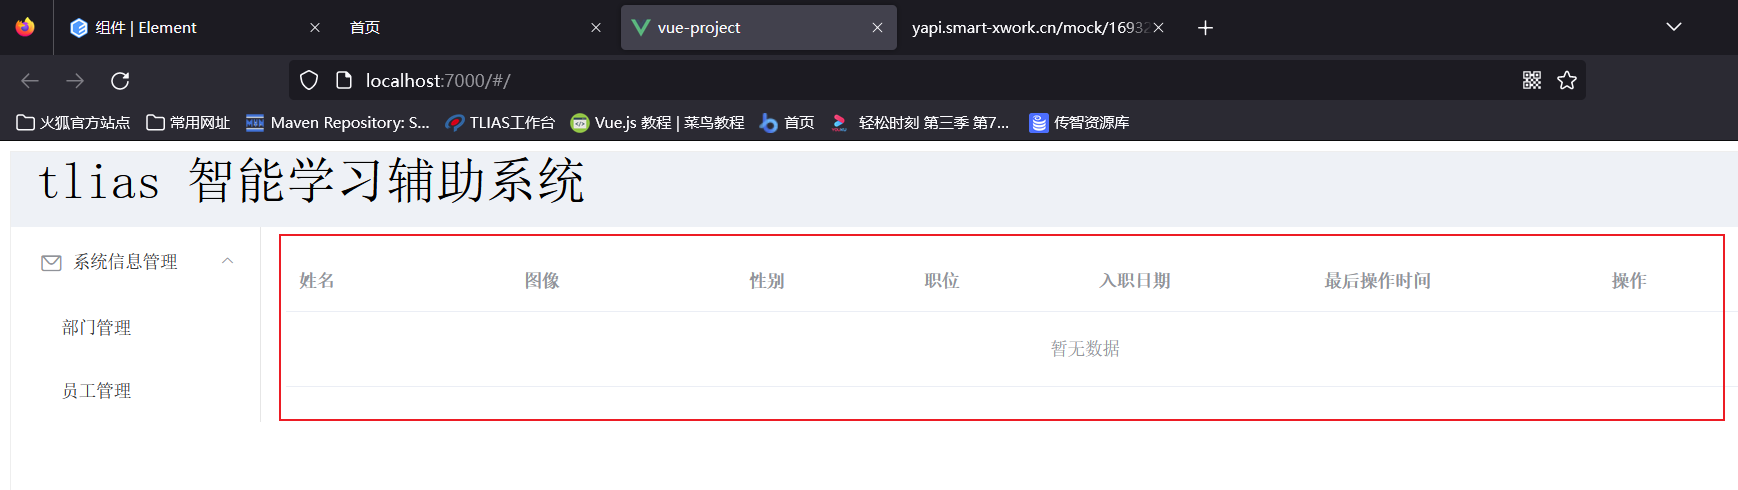 组件 | Element
首页
vue-project
yapi.smart-xwork.cn/mock/16932
localhost:7000/#/
火狐官方站点
常用网址
Maven Repository: S...
TLIAS工作台
Vue.js 教程 | 菜鸟教程
首页
轻松时刻 第三季 第7...
传智资源库
tlias 智能学习辅助系统
系统信息管理
部门管理
员工管理
姓名 图像 性别 职位 入职日期 最后操作时间 操作
暂无数据